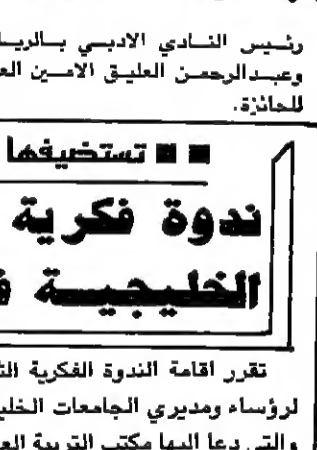 رئيس النادي الادبي بالريا
وعبدالرحمن العليق الامين الع
للجائزة.
تستضيفها
ندوة فكرية
الخليجية ف
تقرر اقامة الندوة الفكرية الثا
لرؤساء ومديري الجامعات الخلي
والتي دعا اليها مكتب التربية الع